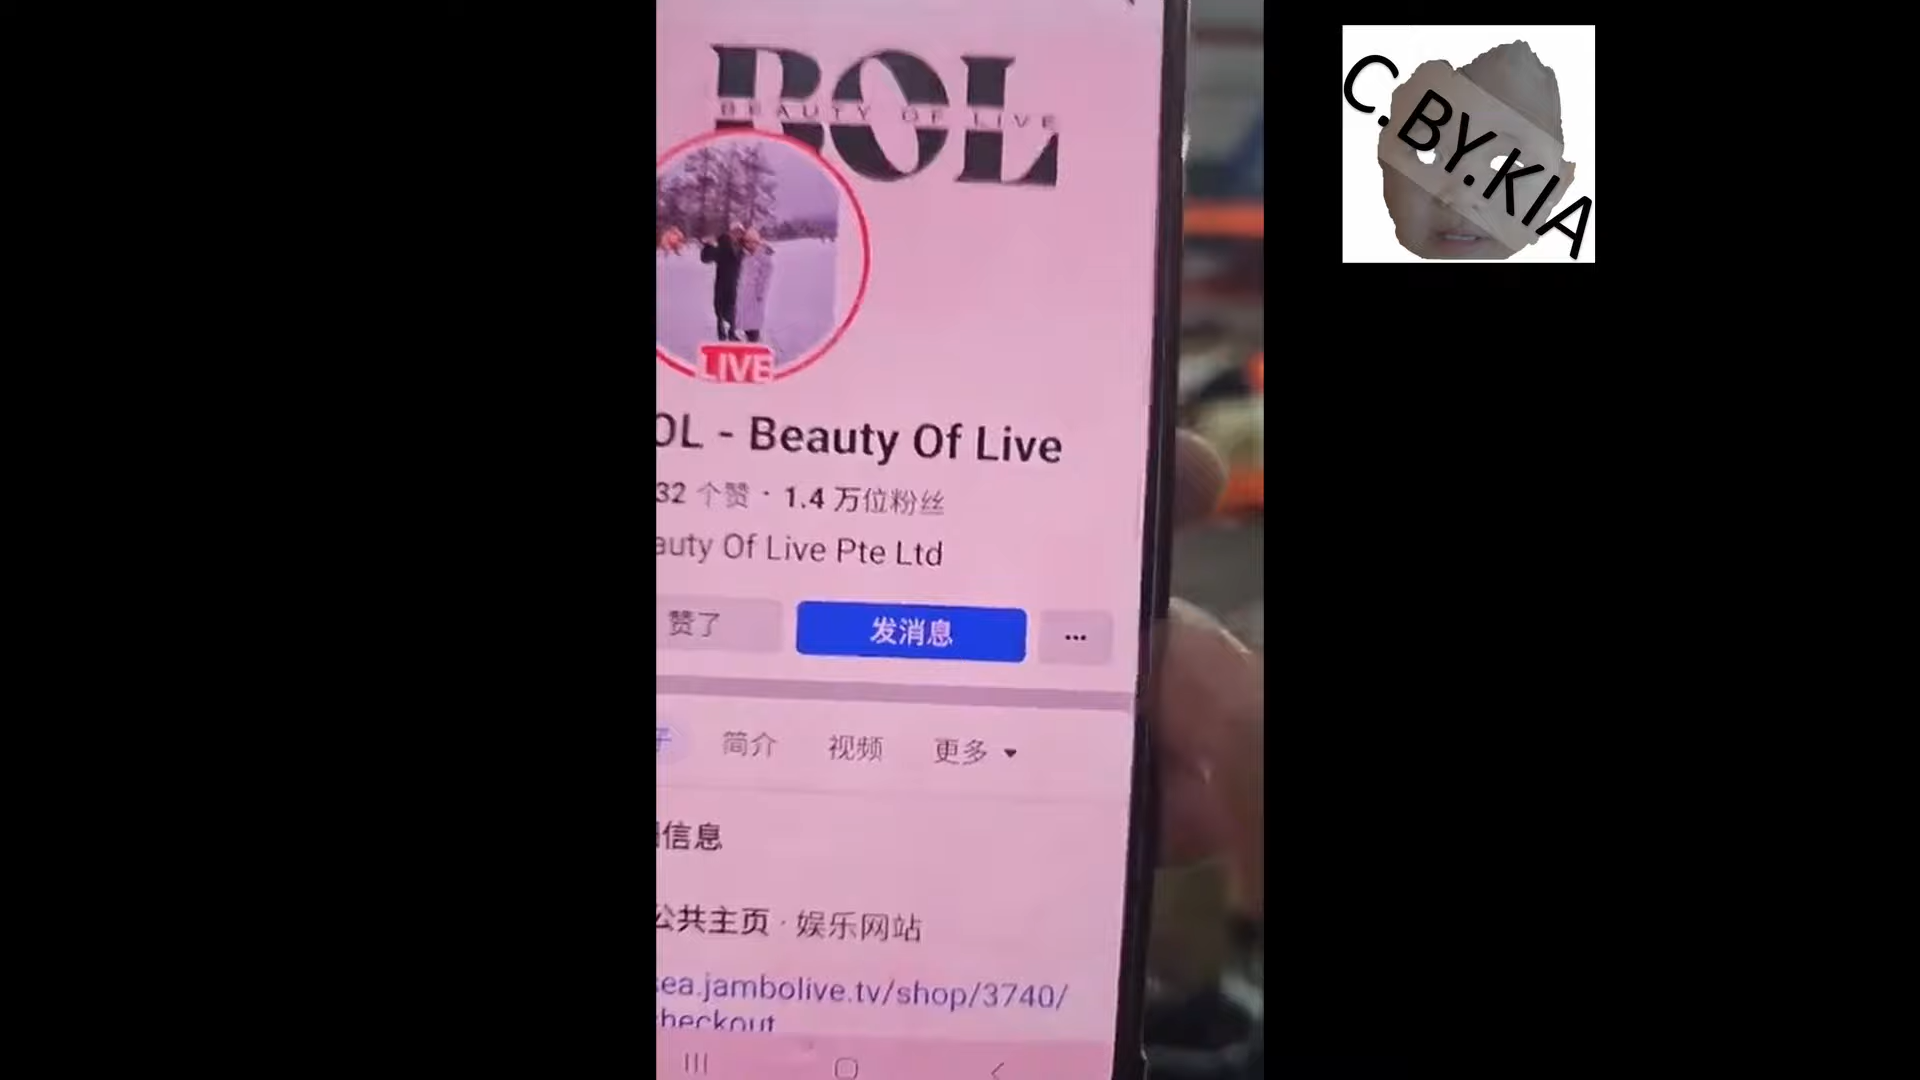 BOL
BEAUTY OF LIVE
LIVE
OL - Beauty Of Live
32 个赞 · 1.4 万位粉丝
auty Of Live Pte Ltd
赞了
发消息
...
简介
视频
更多
信息
公共主页 · 娱乐网站
sea.jambolive.tv/shop/3740/
checkout
C.BY.KIA